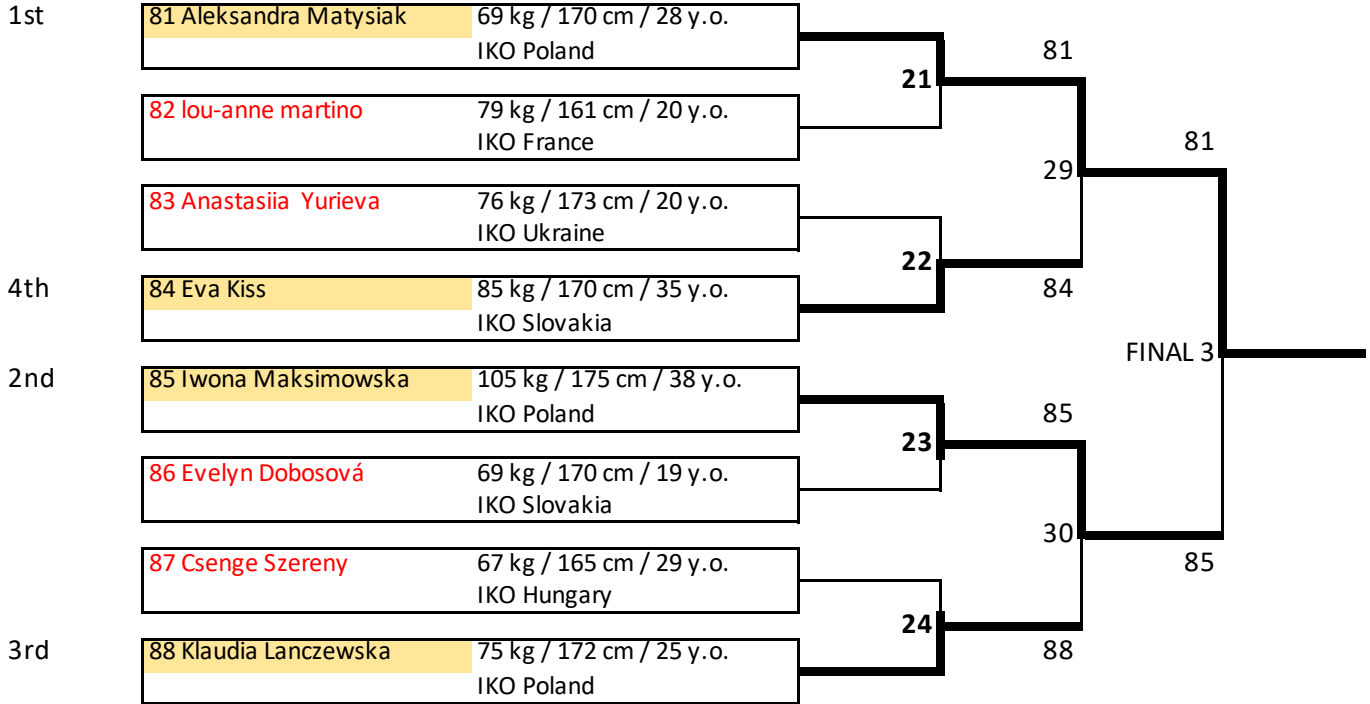 1st
81 Aleksandra Matysiak 69 kg / 170 cm / 28 y.o.
IKO Poland
81
21
82 lou-anne martino 79 kg / 161 cm / 20 y.o.
IKO France
81
29
83 Anastasiia  Yurieva 76 kg / 173 cm / 20 y.o.
IKO Ukraine
22
4th
84 Eva Kiss 85 kg / 170 cm / 35 y.o.
IKO Slovakia
84
FINAL 3
2nd
85 Iwona Maksimowska 105 kg / 175 cm / 38 y.o.
IKO Poland
85
23
86 Evelyn Dobosová 69 kg / 170 cm / 19 y.o.
IKO Slovakia
30
87 Csenge Szereny 67 kg / 165 cm / 29 y.o.
IKO Hungary
85
24
3rd
88 Klaudia Lanczewska 75 kg / 172 cm / 25 y.o.
IKO Poland
88